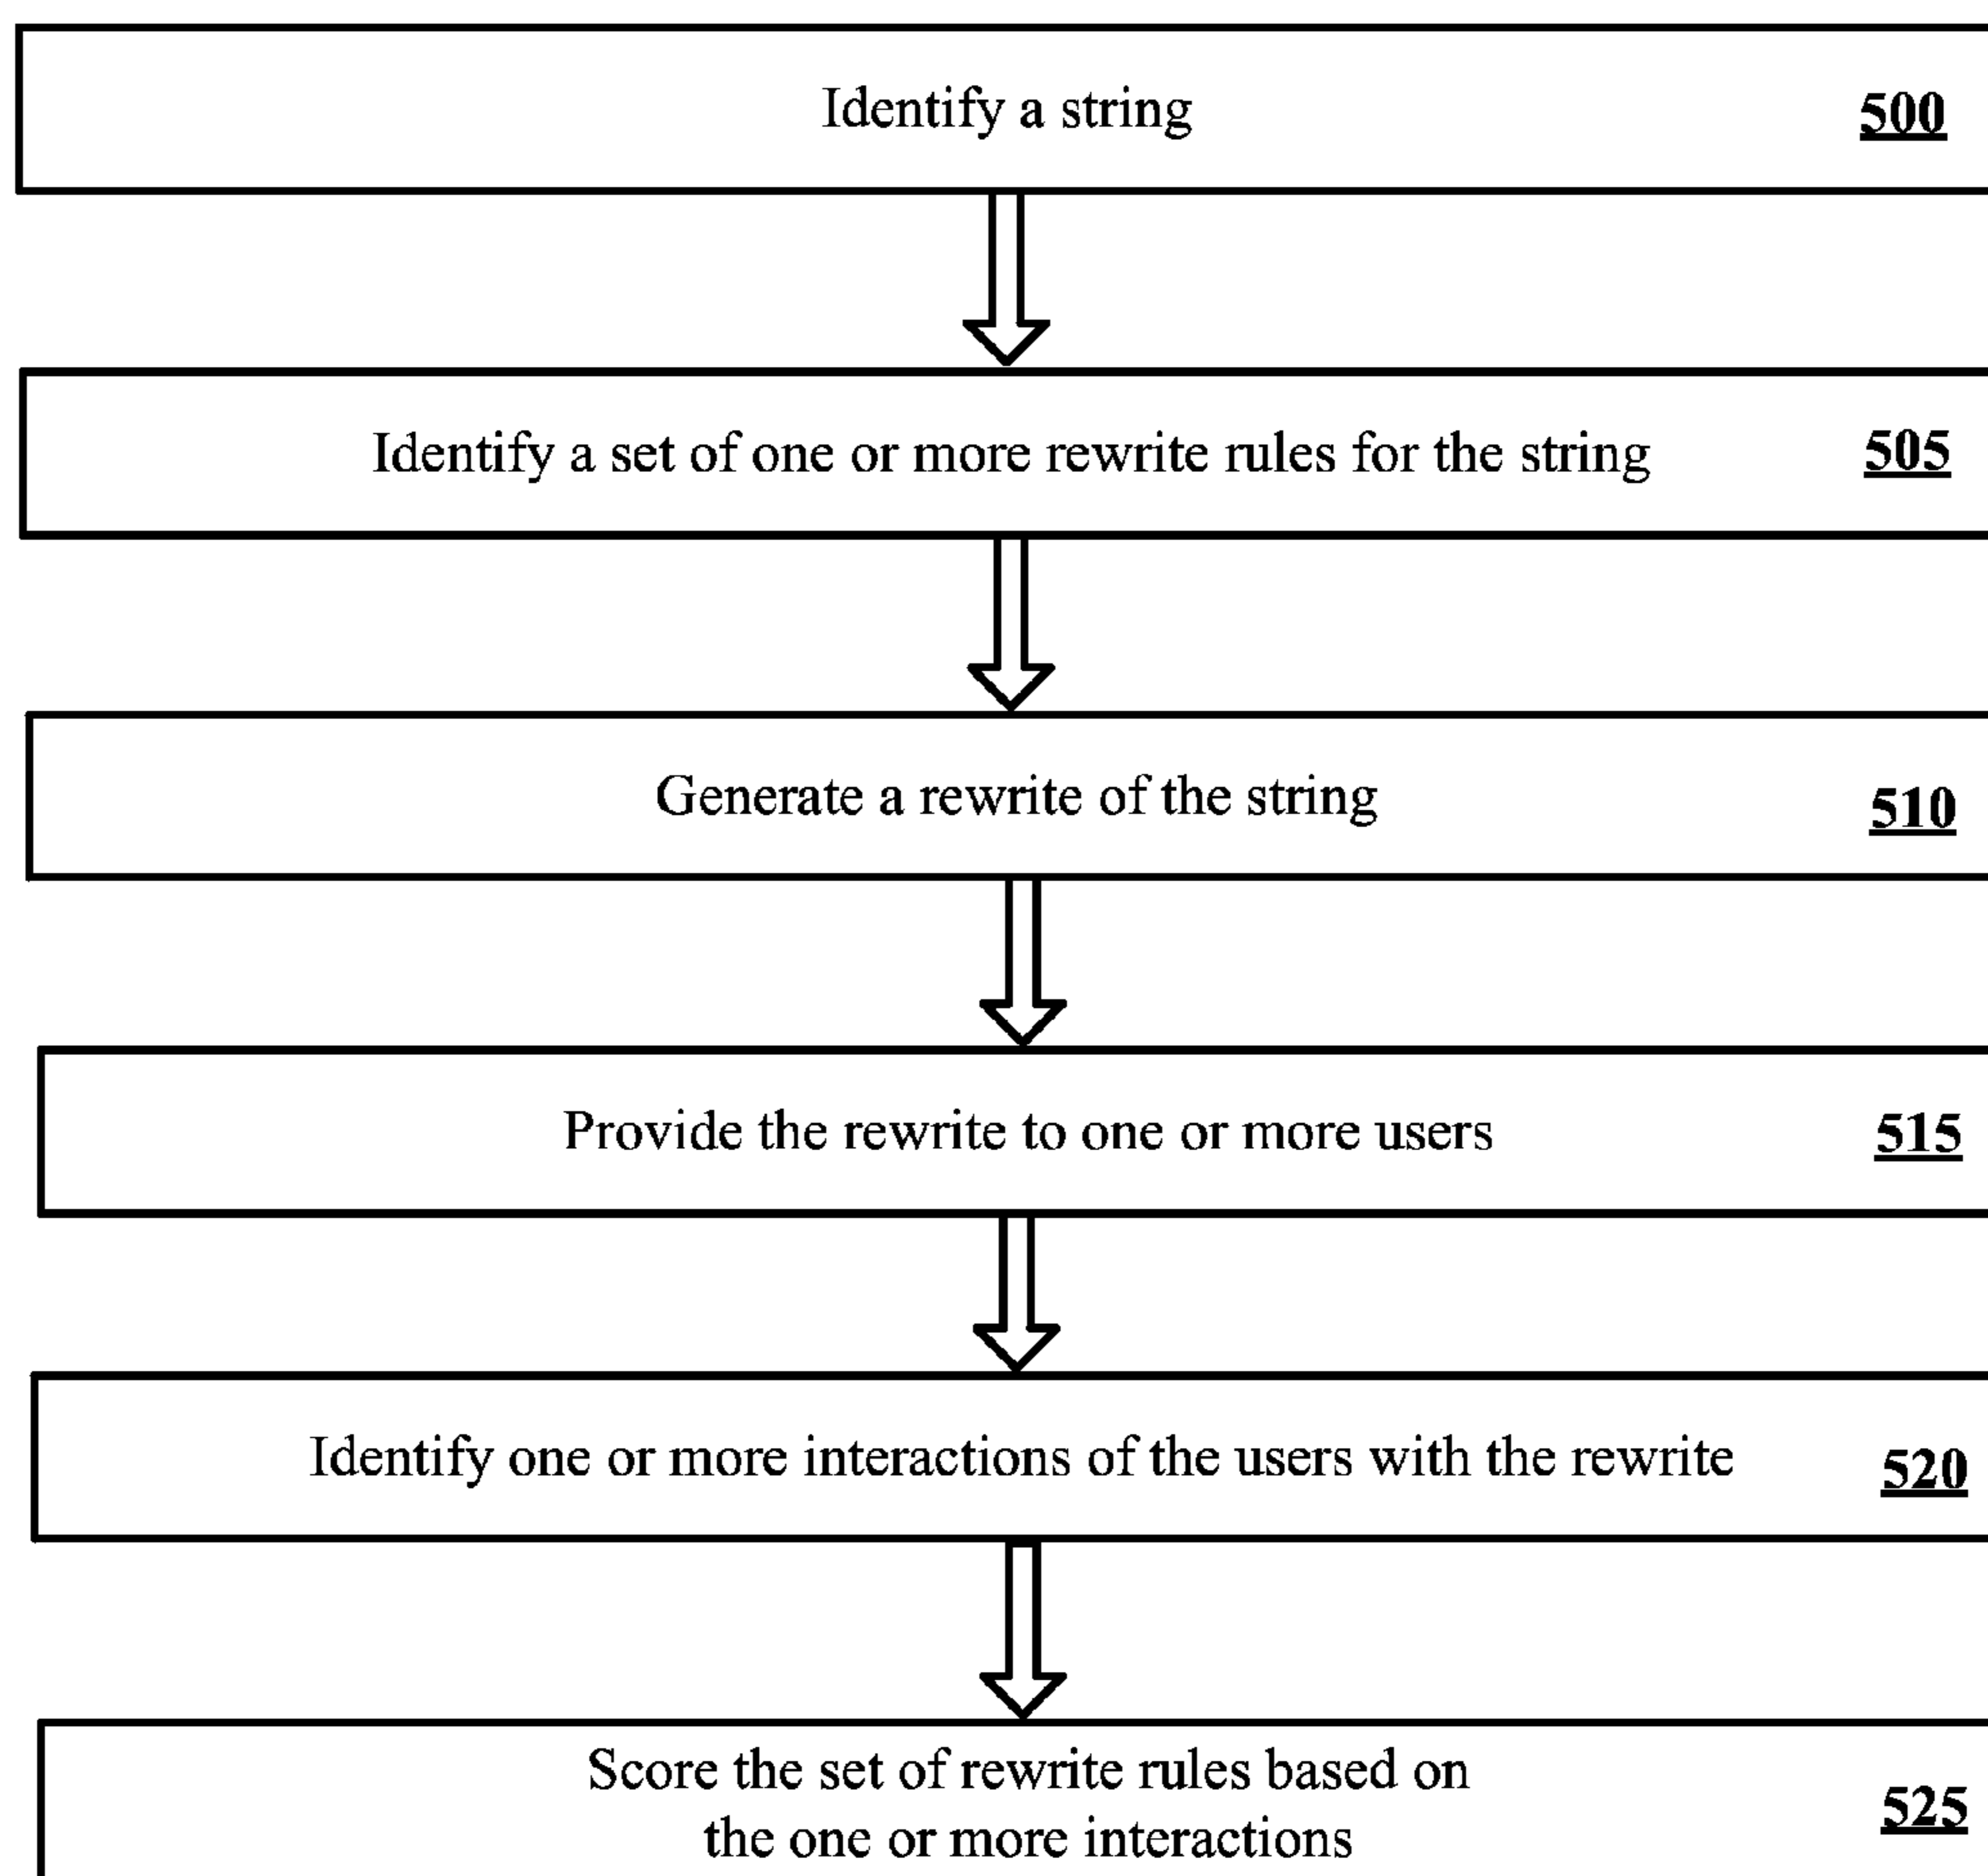 Identify a string 500
Identify a set of one or more rewrite rules for the string 505
Generate a rewrite of the string 510
Provide the rewrite to one or more users 515
Identify one or more interactions of the users with the rewrite 520
Score the set of rewrite rules based on
the one or more interactions 525